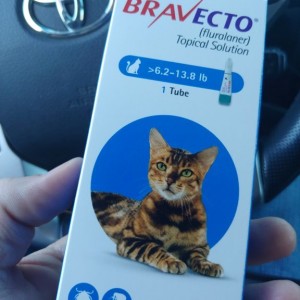 BRAVECTO®
(fluralaner)
Topical Solution
>6.2–13.8 lb
1 Tube